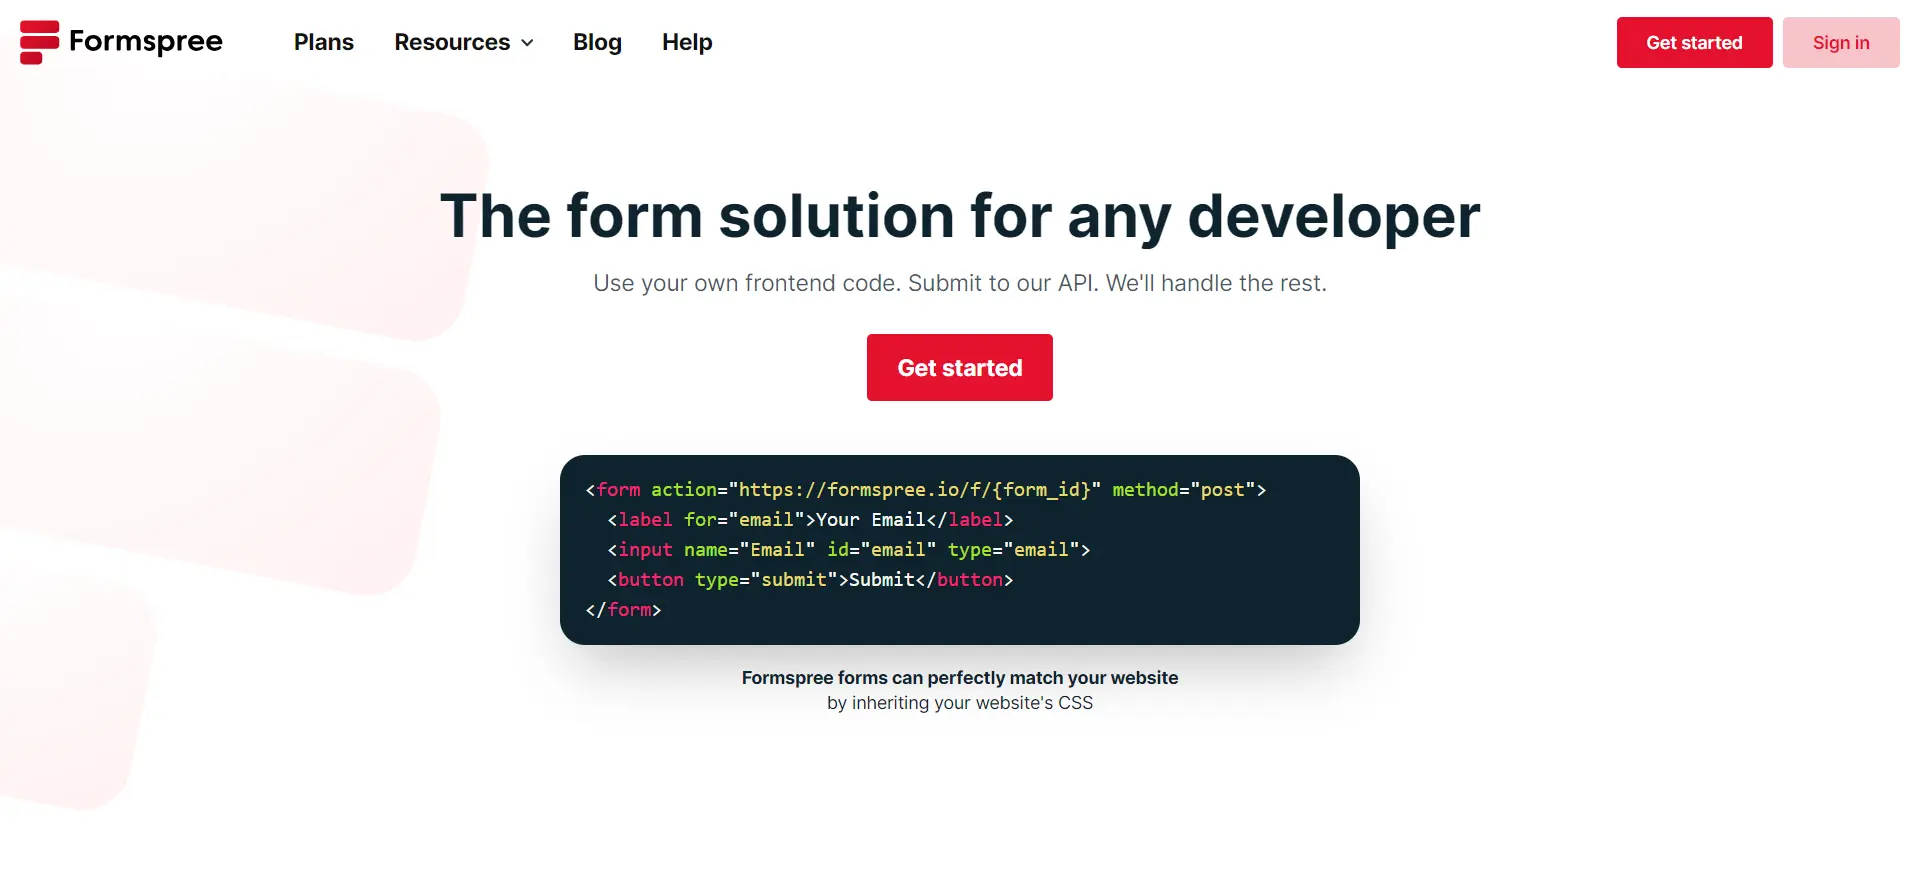 Formspree
Plans
Resources
Blog
Help
Get started
Sign in
The form solution for any developer
Use your own frontend code. Submit to our API. We'll handle the rest.
Get started
<form action="https://formspree.io/f/{form_id}" method="post">
  <label for="email">Your Email</label>
  <input name="Email" id="email" type="email">
  <button type="submit">Submit</button>
</form>
Formspree forms can perfectly match your website
by inheriting your website's CSS